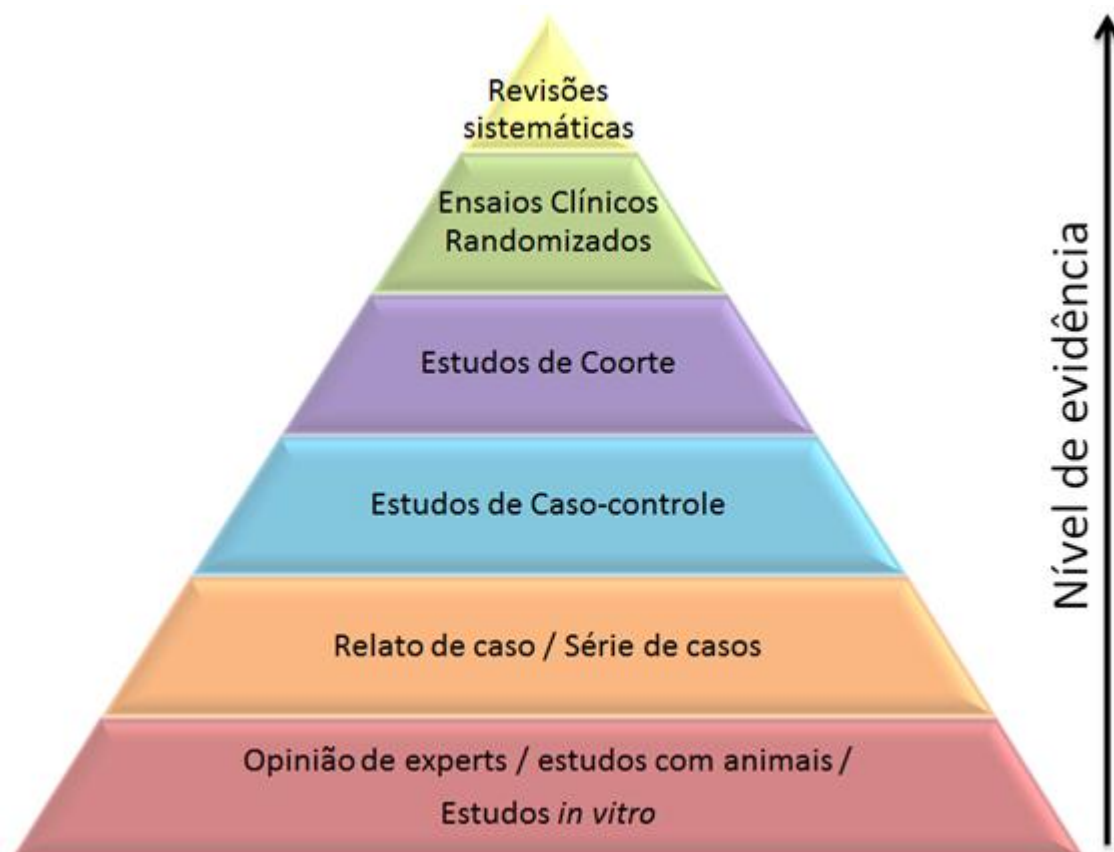 Revisões
sistemáticas
Ensaios Clínicos
Randomizados
Estudos de Coorte
Estudos de Caso-controle
Relato de caso / Série de casos
Opinião de experts / estudos com animais /
Estudos in vitro
Nível de evidência